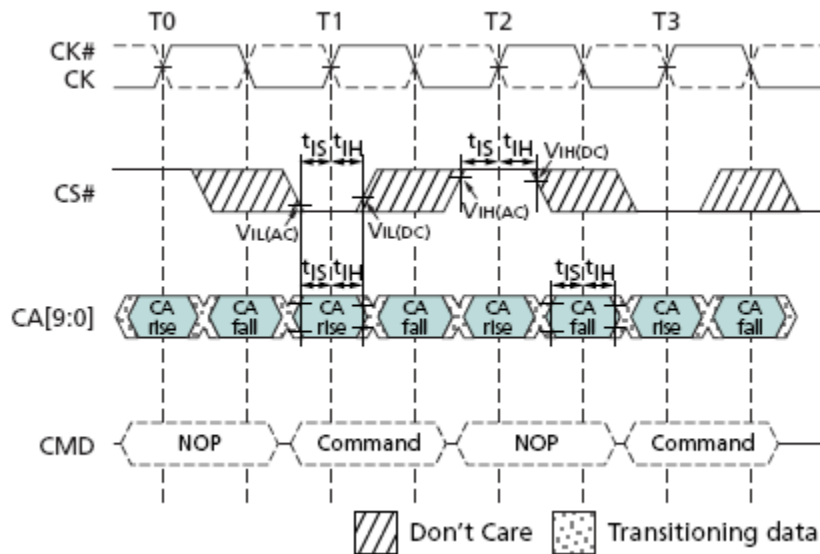 T0 T1 T2 T3
CK#
CK
tIS tIH tIS tIH VIH(DC)
CS#
VIL(AC) VIL(DC) VIH(AC)
tIS tIH tIS tIH
CA[9:0] CA rise CA fall CA rise CA fall CA rise CA fall CA rise CA fall
CMD NOP Command NOP Command
Don't Care Transitioning data